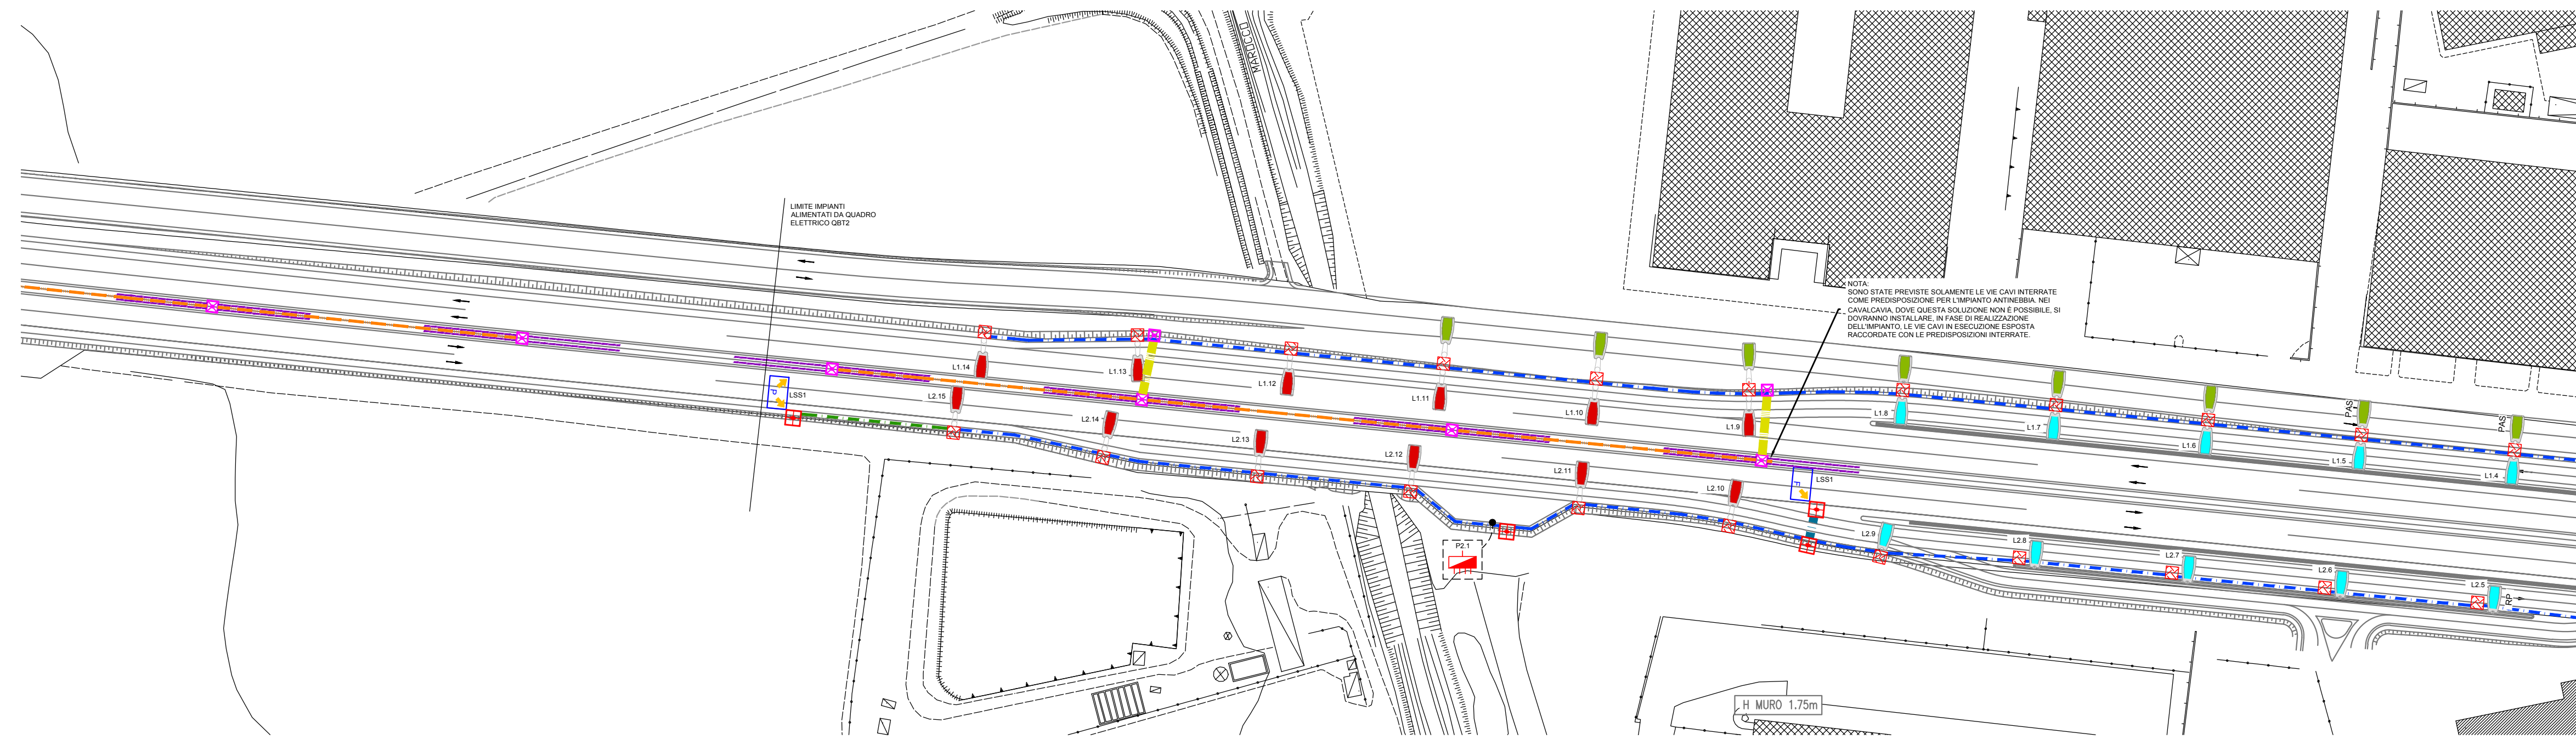 MAROCCO
LIMITE IMPIANTI
ALIMENTATI DA QUADRO
ELETTRICO QBT2
NOTA:
SONO STATE PREVISTE SOLAMENTE LE VIE CAVI INTERRATE
COME PREDISPOSIZIONE PER L'IMPIANTO ANTINEBBIA. NEI
CAVALCAVIA, DOVE QUESTA SOLUZIONE NON È POSSIBILE, SI
DOVRANNO INSTALLARE, IN FASE DI REALIZZAZIONE
DELL'IMPIANTO, LE VIE CAVI IN ESECUZIONE ESPOSTA
RACCORDATE CON LE PREDISPOSIZIONI INTERRATE.
L1.14
L1.13
L1.12
L1.11
L1.10
L1.9
L1.8
L1.7
L1.6
L1.5
L1.4
PAS
PAS
P
LSS1
L2.15
L2.14
L2.13
L2.12
L2.11
L2.10
F
LSS1
L2.9
L2.8
L2.7
L2.6
L2.5
RP
P2.1
H MURO 1.75m